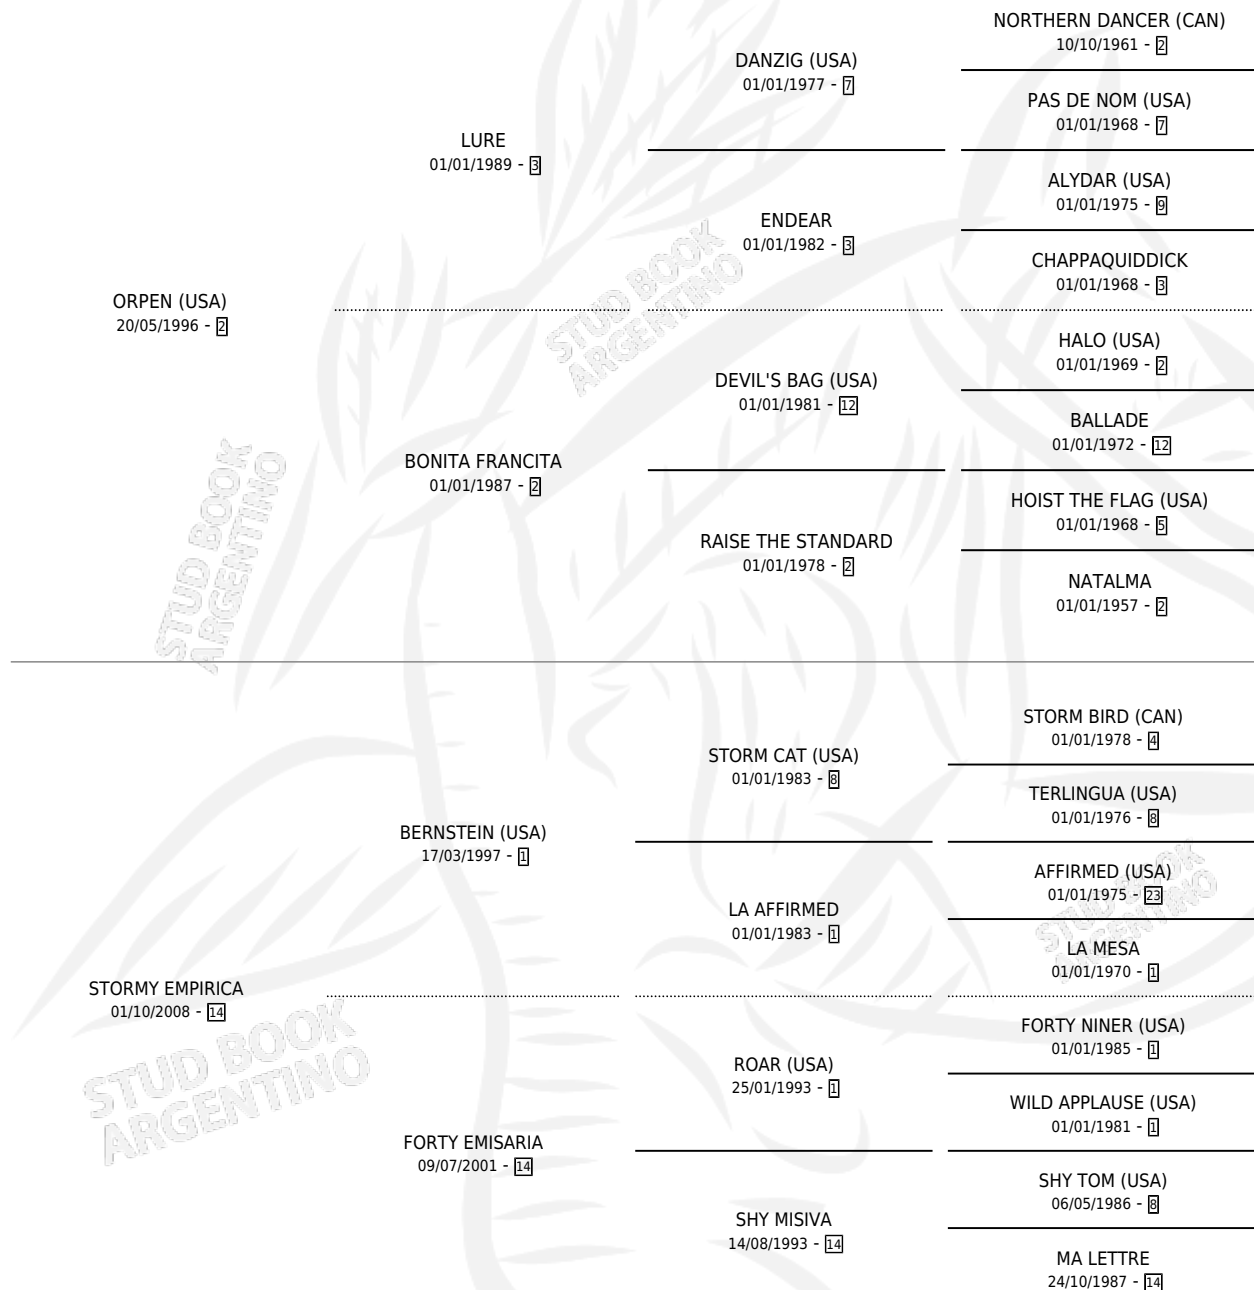 NORTHERN DANCER (CAN)
10/10/1961 - 2
DANZIG (USA)
01/01/1977 - 7
PAS DE NOM (USA)
01/01/1968 - 7
LURE
01/01/1989 - 3
ALYDAR (USA)
01/01/1975 - 9
ENDEAR
01/01/1982 - 3
CHAPPAQUIDDICK
01/01/1968 - 3
ORPEN (USA)
20/05/1996 - 2
STUD BOOK
ARGENTINO
HALO (USA)
01/01/1969 - 2
DEVIL'S BAG (USA)
01/01/1981 - 12
BALLADE
01/01/1972 - 12
BONITA FRANCITA
01/01/1987 - 2
STUD BOOK
ARGENTINO
HOIST THE FLAG (USA)
01/01/1968 - 5
RAISE THE STANDARD
01/01/1978 - 2
NATALMA
01/01/1957 - 2
STORM BIRD (CAN)
01/01/1978 - 4
STORM CAT (USA)
01/01/1983 - 8
TERLINGUA (USA)
01/01/1976 - 8
BERNSTEIN (USA)
17/03/1997 - 1
AFFIRMED (USA)
01/01/1975 - 23
STUD BOOK
ARGENTINO
LA AFFIRMED
01/01/1983 - 1
LA MESA
01/01/1970 - 1
STORMY EMPIRICA
01/10/2008 - 14
STUD BOOK
ARGENTINO
FORTY NINER (USA)
01/01/1985 - 1
ROAR (USA)
25/01/1993 - 1
WILD APPLAUSE (USA)
01/01/1981 - 1
FORTY EMISARIA
09/07/2001 - 14
SHY TOM (USA)
06/05/1986 - 8
SHY MISIVA
14/08/1993 - 14
MA LETTRE
24/10/1987 - 14